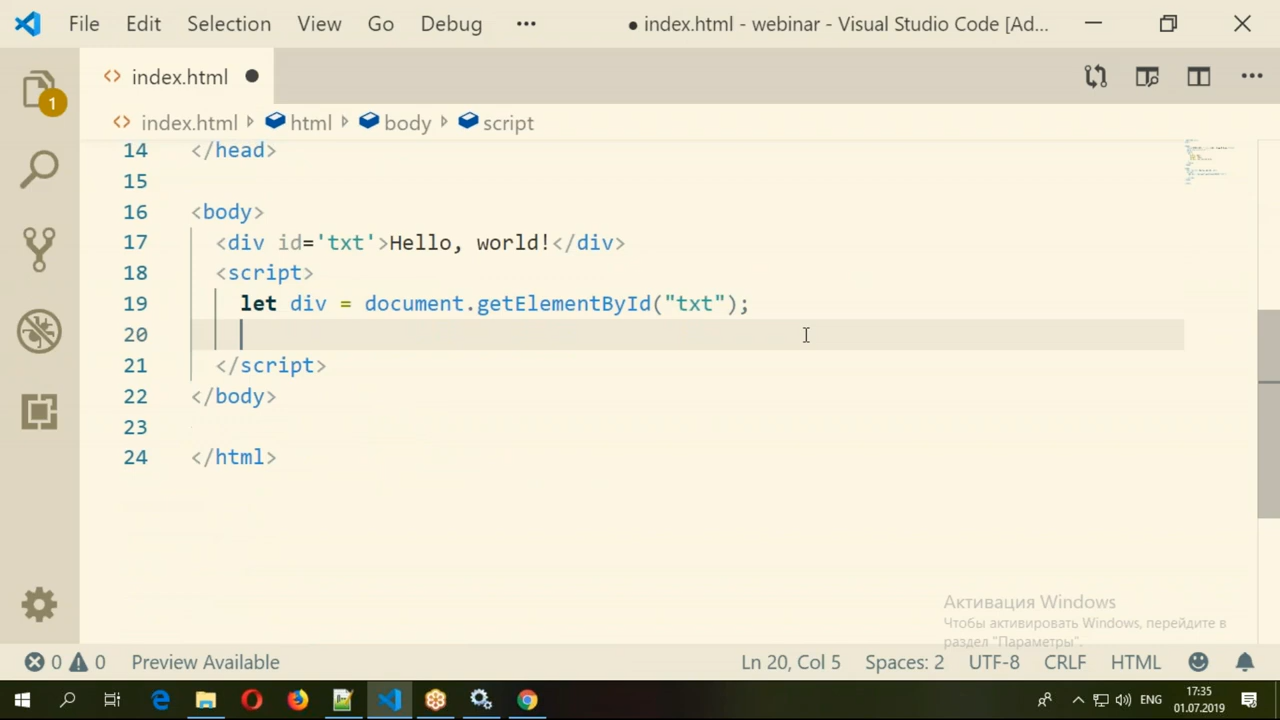 File Edit Selection View Go Debug ••• ● index.html - webinar - Visual Studio Code [Ad...
index.html ●
1
index.html html body script
14 </head>
15
16 <body>
17 <div id='txt'>Hello, world!</div>
18 <script>
19 let div = document.getElementById("txt");
20
21 </script>
22 </body>
23
24 </html>
Активация Windows
Чтобы активировать Windows, перейдите в
раздел "Параметры".
0 0 Preview Available Ln 20, Col 5 Spaces: 2 UTF-8 CRLF HTML
ENG 17:35
01.07.2019